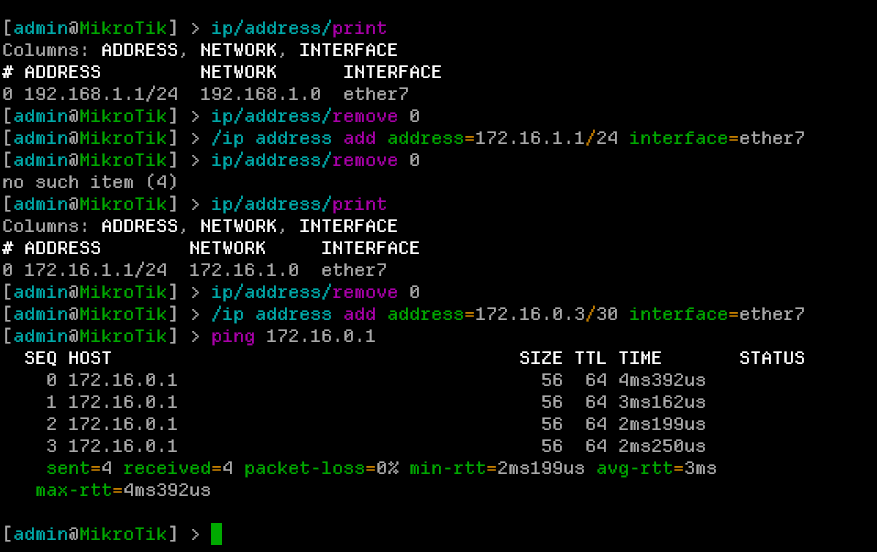 [admin@MikroTik] > ip/address/print
Columns: ADDRESS, NETWORK, INTERFACE
# ADDRESS         NETWORK      INTERFACE
0 192.168.1.1/24  192.168.1.0  ether7
[admin@MikroTik] > ip/address/remove 0
[admin@MikroTik] > /ip address add address=172.16.1.1/24 interface=ether7
[admin@MikroTik] > ip/address/remove 0
no such item (4)
[admin@MikroTik] > ip/address/print
Columns: ADDRESS, NETWORK, INTERFACE
# ADDRESS        NETWORK     INTERFACE
0 172.16.1.1/24  172.16.1.0  ether7
[admin@MikroTik] > ip/address/remove 0
[admin@MikroTik] > /ip address add address=172.16.0.3/30 interface=ether7
[admin@MikroTik] > ping 172.16.0.1
  SEQ HOST                                     SIZE TTL TIME       STATUS
    0 172.16.0.1                                 56  64 4ms392us
    1 172.16.0.1                                 56  64 3ms162us
    2 172.16.0.1                                 56  64 2ms199us
    3 172.16.0.1                                 56  64 2ms250us
    sent=4 received=4 packet-loss=0% min-rtt=2ms199us avg-rtt=3ms
   max-rtt=4ms392us
[admin@MikroTik] >